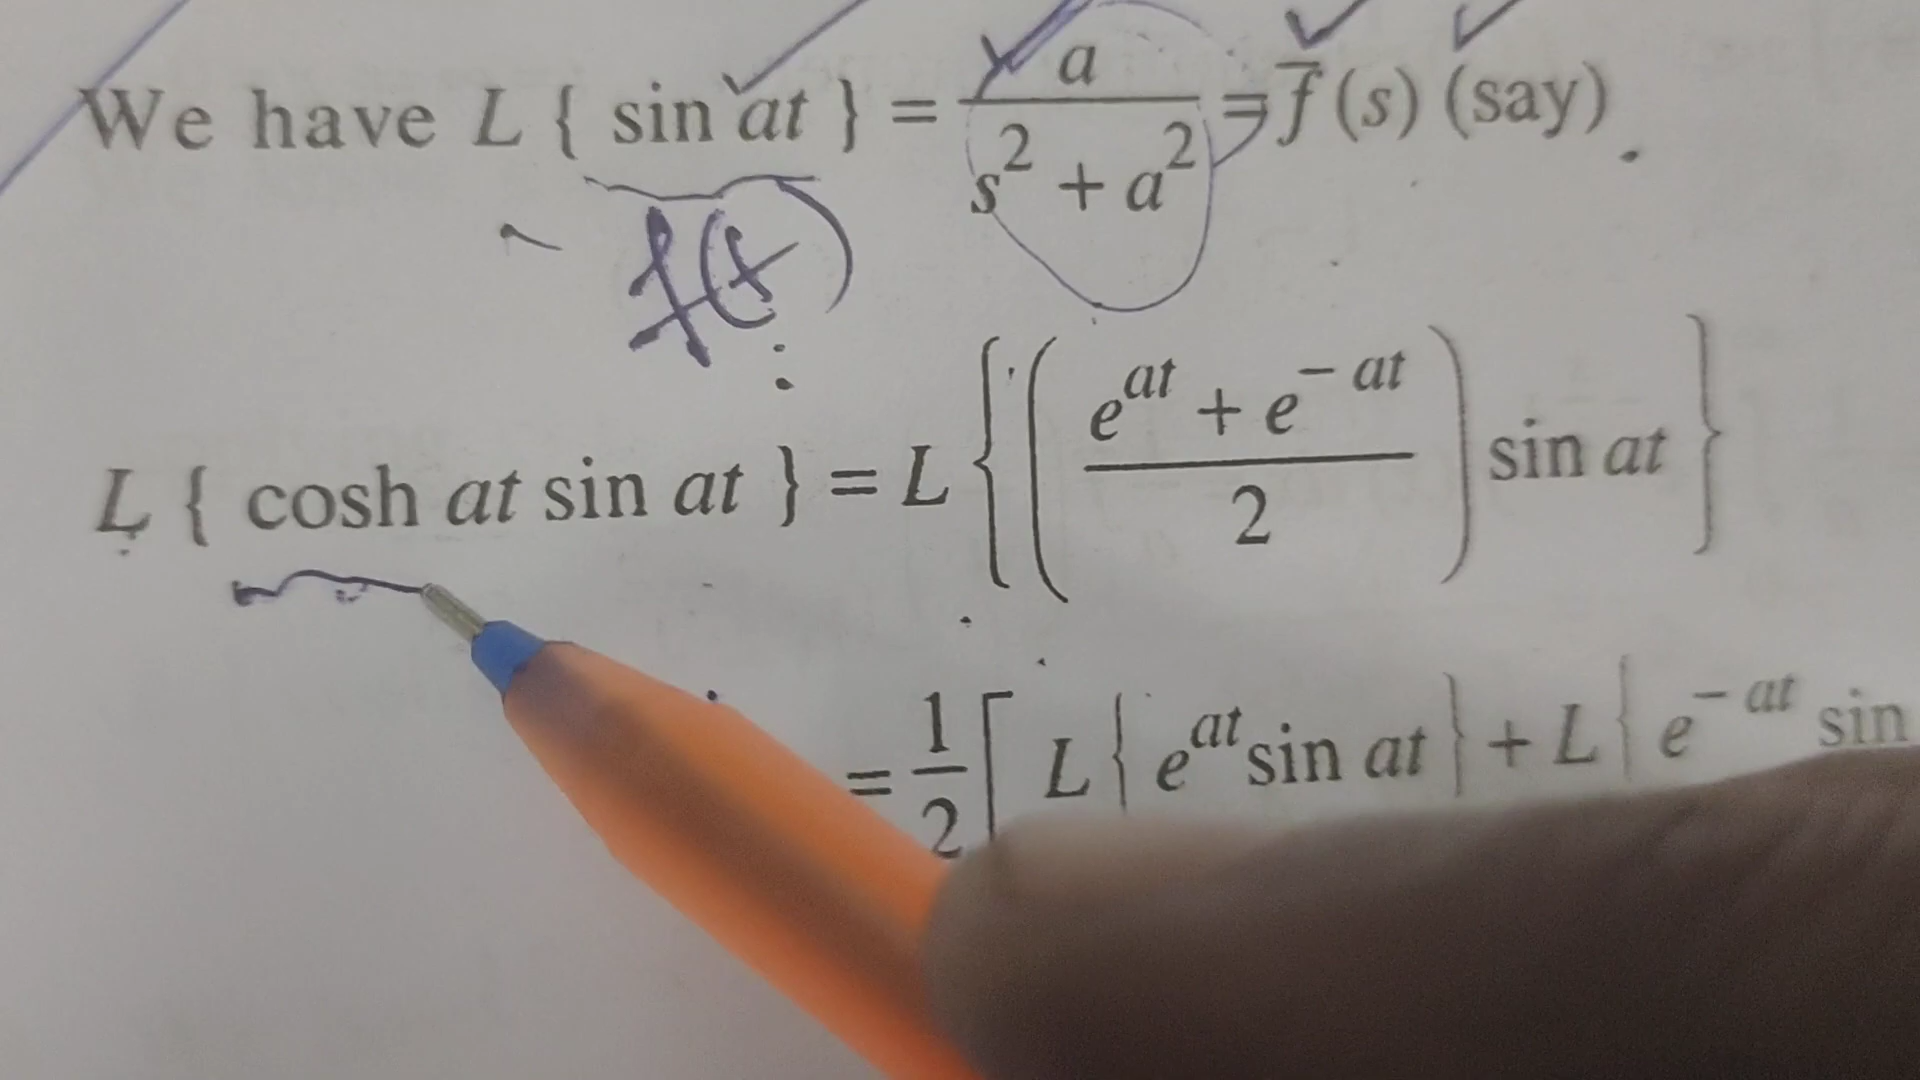 We have L { sin at } = a / (s² + a²) = f̄ (s) (say)
f(t)
L { cosh at sin at } = L { ( (e^{at} + e^{- at}) / 2 ) sin at }
= 1/2 [ L { e^{at} sin at } + L { e^{- at} sin